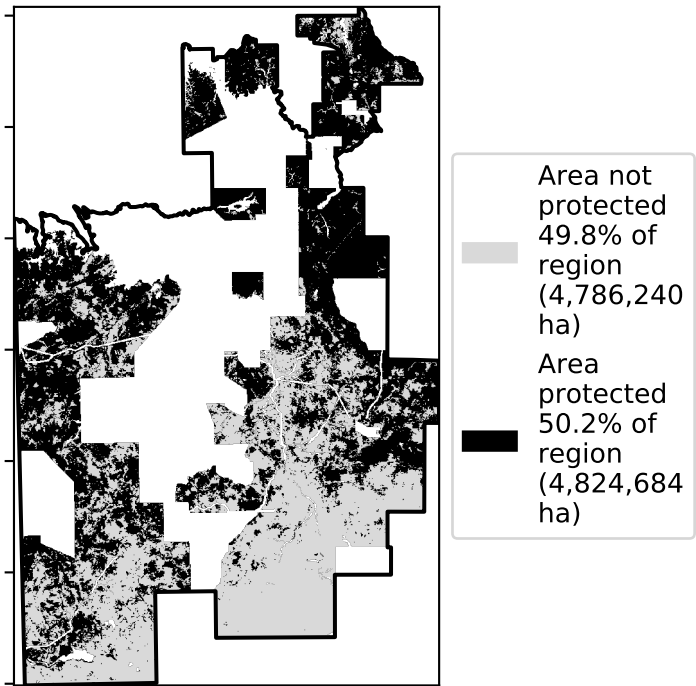 Area not
protected
49.8% of
region
(4,786,240
ha)
Area
protected
50.2% of
region
(4,824,684
ha)